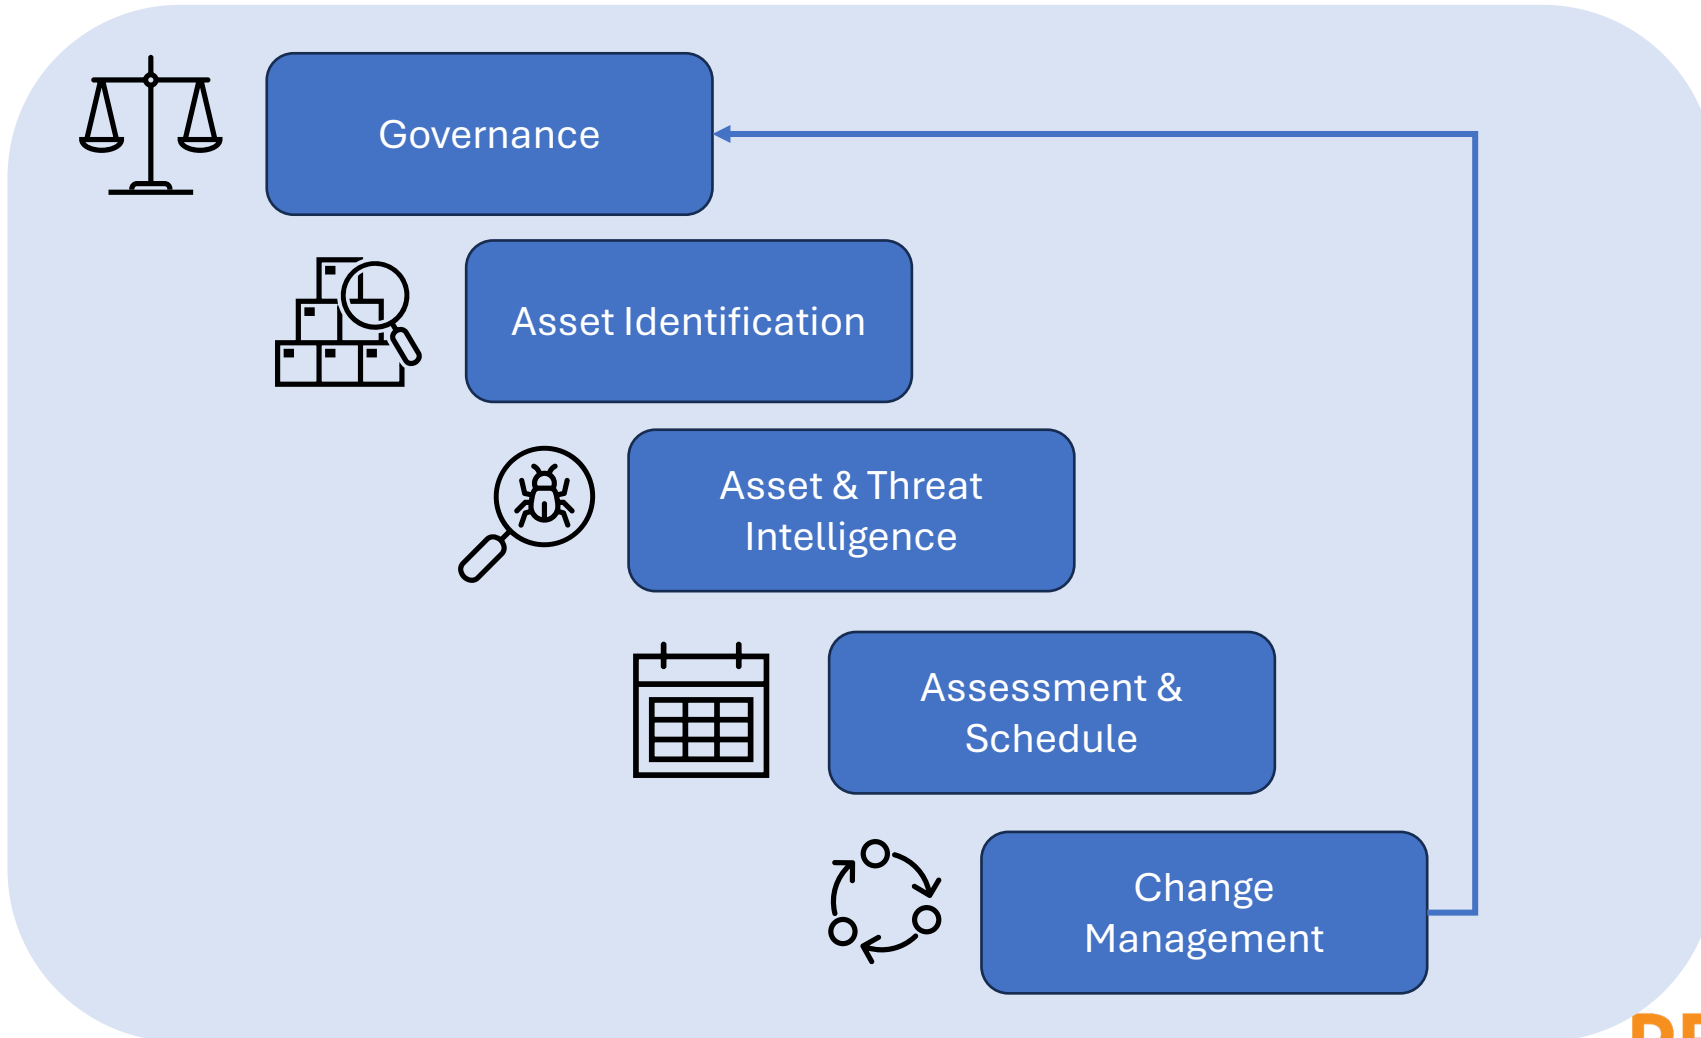 Governance
Asset Identification
Asset & Threat
Intelligence
Assessment &
Schedule
Change
Management